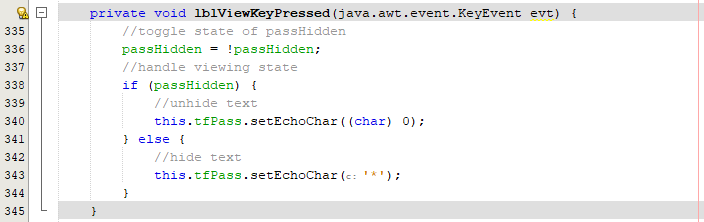 private void lblViewKeyPressed(java.awt.event.KeyEvent evt) {
335 //toggle state of passHidden
336 passHidden = !passHidden;
337 //handle viewing state
338 if (passHidden) {
339 //unhide text
340 this.tfPass.setEchoChar((char) 0);
341 } else {
342 //hide text
343 this.tfPass.setEchoChar(c: '*');
344 }
345 }